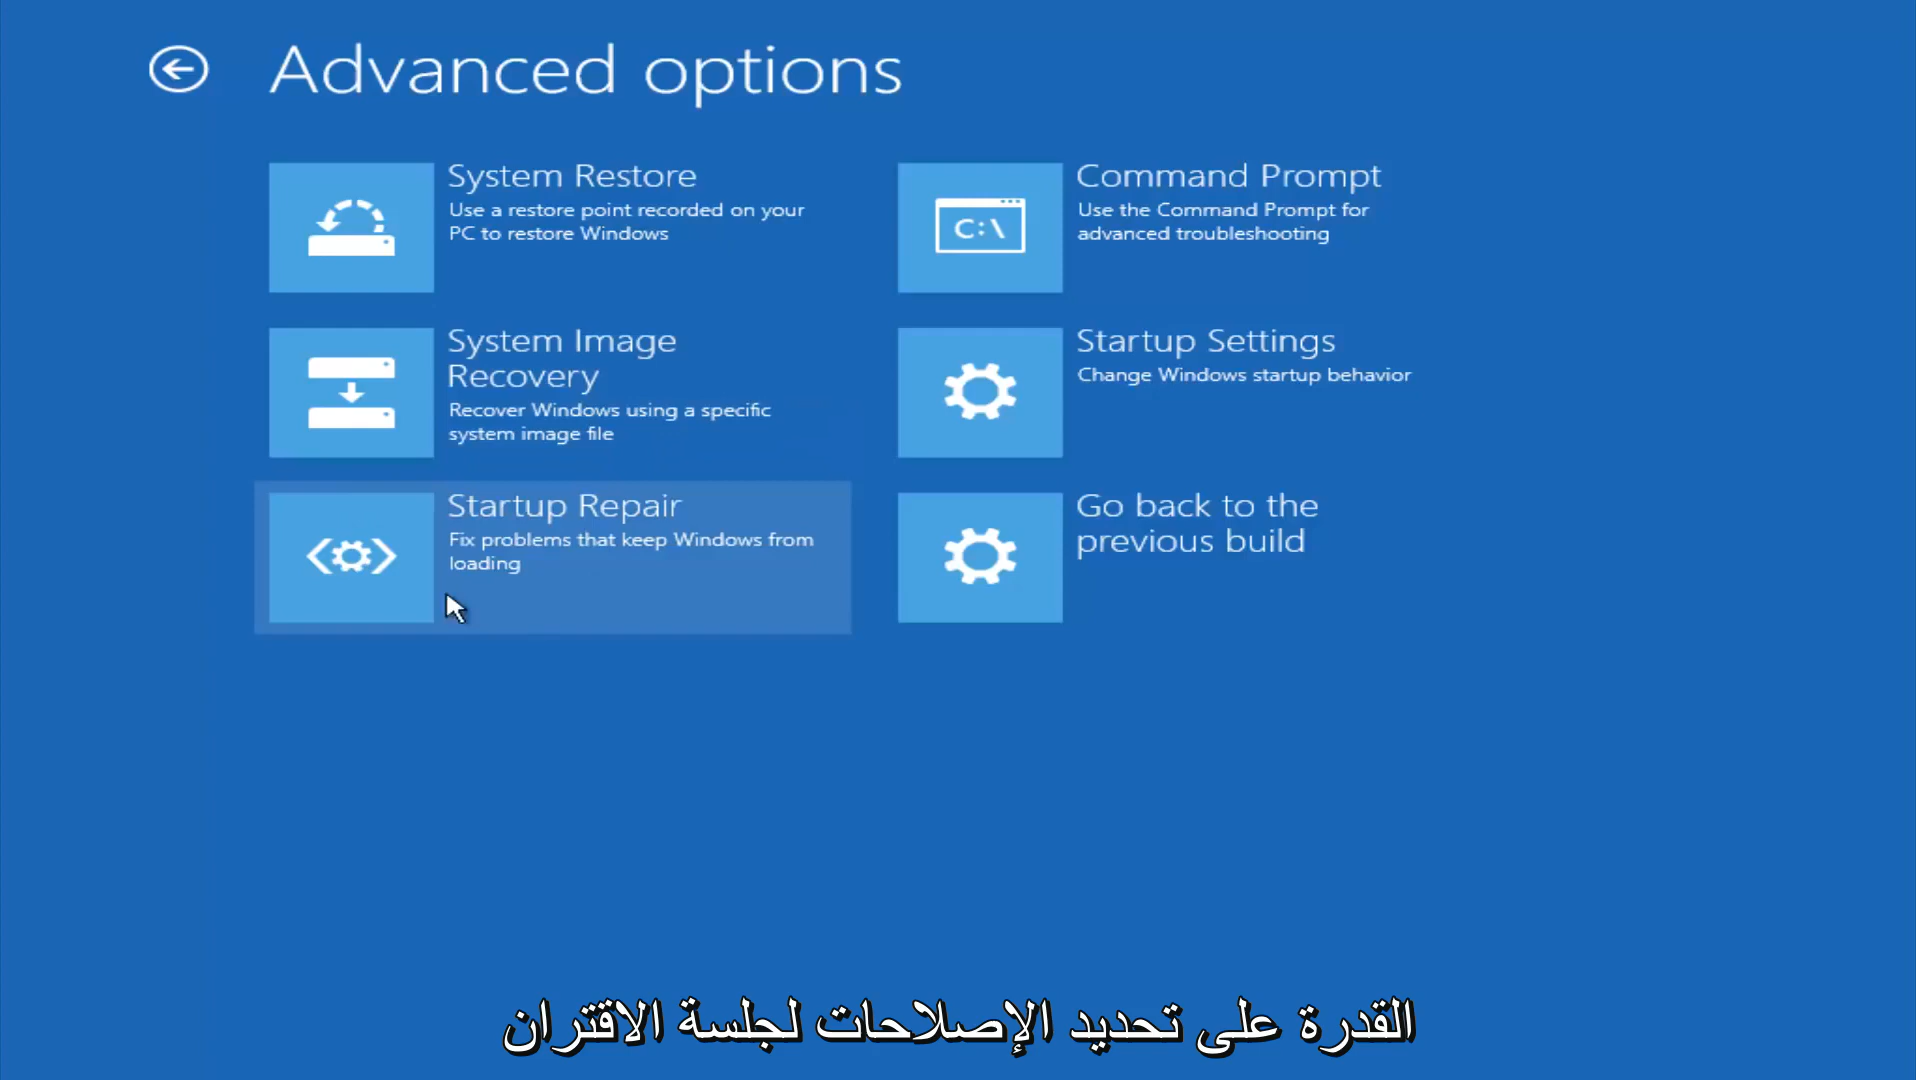 Advanced options
System Restore
Use a restore point recorded on your
PC to restore Windows
Command Prompt
Use the Command Prompt for
advanced troubleshooting
C:\
System Image
Recovery
Recover Windows using a specific
system image file
Startup Settings
Change Windows startup behavior
Startup Repair
Fix problems that keep Windows from
loading
Go back to the
previous build
القدرة على تحديد الإصلاحات لجلسة الاقتران